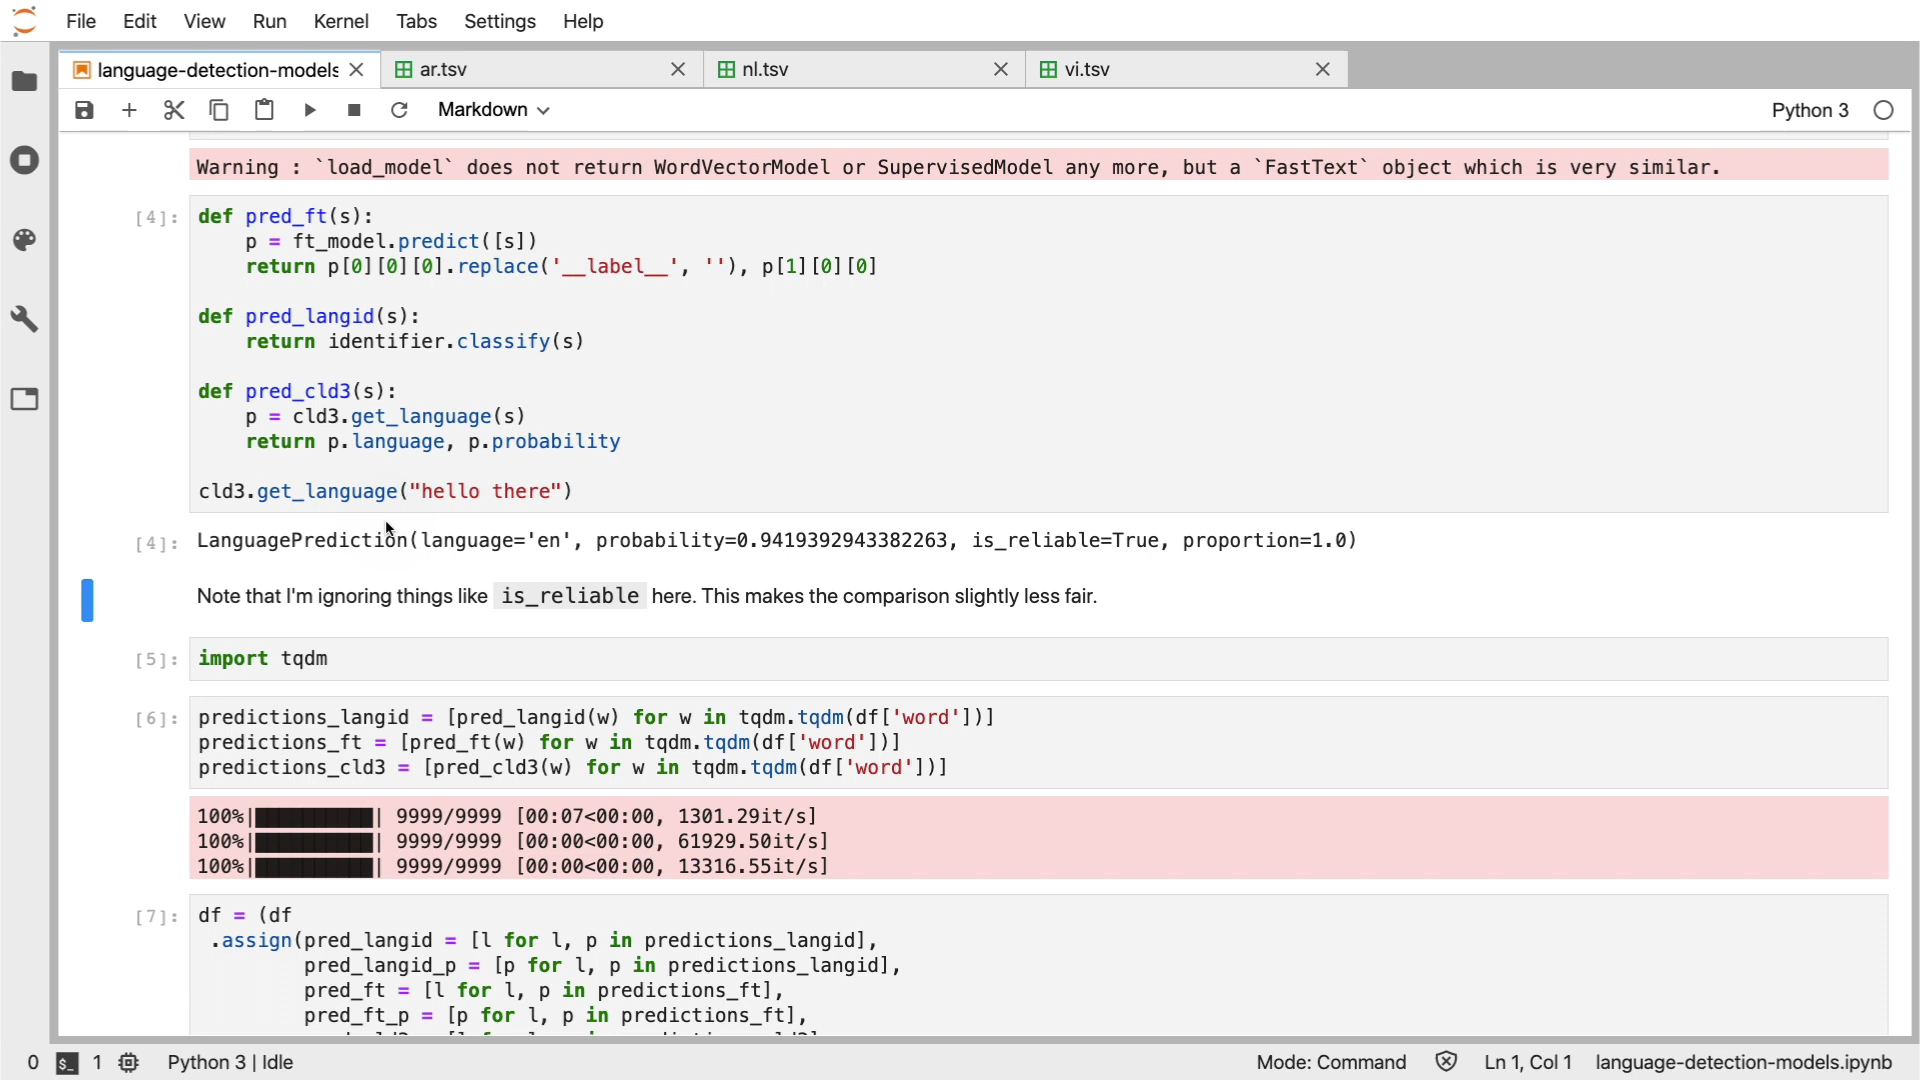 File Edit View Run Kernel Tabs Settings Help
language-detection-models ar.tsv nl.tsv vi.tsv
Markdown Python 3
Warning : `load_model` does not return WordVectorModel or SupervisedModel any more, but a `FastText` object which is very similar.
[4]: def pred_ft(s):
p = ft_model.predict([s])
return p[0][0][0].replace('__label__', ''), p[1][0][0]
def pred_langid(s):
return identifier.classify(s)
def pred_cld3(s):
p = cld3.get_language(s)
return p.language, p.probability
cld3.get_language("hello there")
[4]: LanguagePrediction(language='en', probability=0.9419392943382263, is_reliable=True, proportion=1.0)
Note that I'm ignoring things like is_reliable here. This makes the comparison slightly less fair.
[5]: import tqdm
[6]: predictions_langid = [pred_langid(w) for w in tqdm.tqdm(df['word'])]
predictions_ft = [pred_ft(w) for w in tqdm.tqdm(df['word'])]
predictions_cld3 = [pred_cld3(w) for w in tqdm.tqdm(df['word'])]
100%|██████████| 9999/9999 [00:07<00:00, 1301.29it/s]
100%|██████████| 9999/9999 [00:00<00:00, 61929.50it/s]
100%|██████████| 9999/9999 [00:00<00:00, 13316.55it/s]
[7]: df = (df
.assign(pred_langid = [l for l, p in predictions_langid],
pred_langid_p = [p for l, p in predictions_langid],
pred_ft = [l for l, p in predictions_ft],
pred_ft_p = [p for l, p in predictions_ft],
0 $_ 1 Python 3 | Idle Mode: Command Ln 1, Col 1 language-detection-models.ipynb